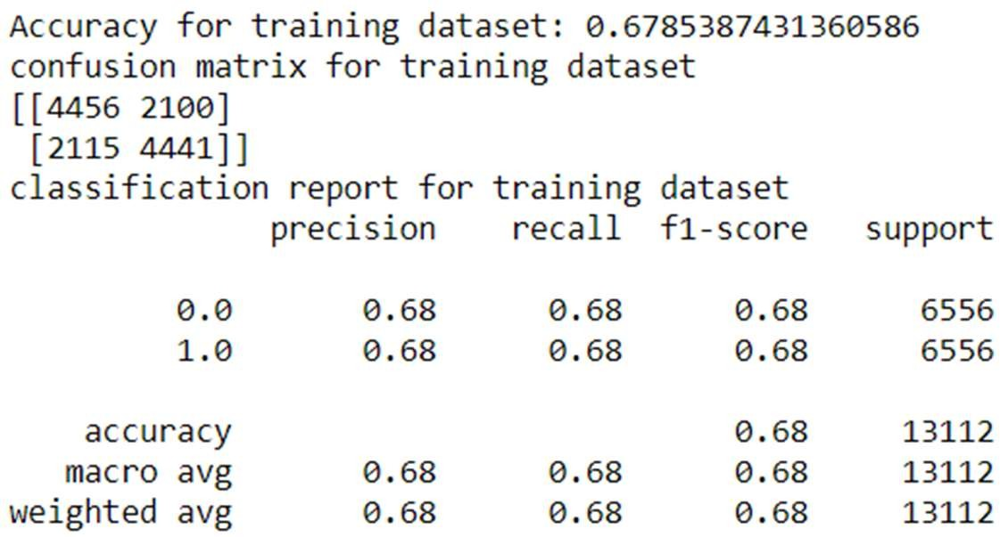 Accuracy for training dataset: 0.6785387431360586
confusion matrix for training dataset
[[4456 2100]
 [2115 4441]]
classification report for training dataset
precision recall f1-score support
0.0 0.68 0.68 0.68 6556
1.0 0.68 0.68 0.68 6556
accuracy 0.68 13112
macro avg 0.68 0.68 0.68 13112
weighted avg 0.68 0.68 0.68 13112